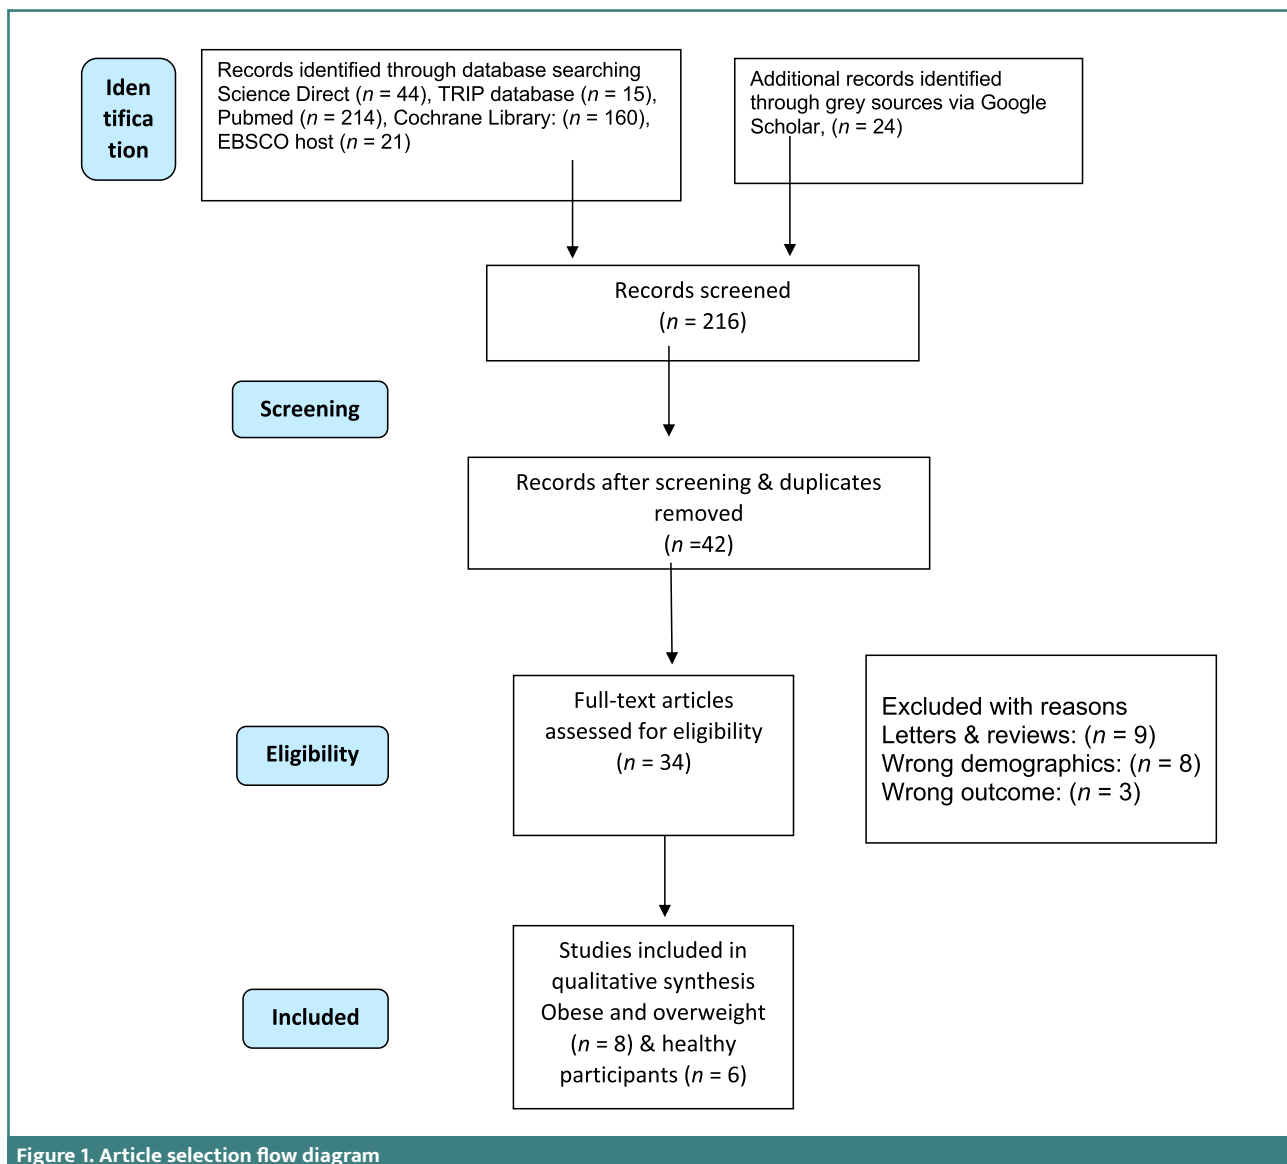 Iden
tifica
tion
Records identified through database searching
Science Direct (n = 44), TRIP database (n = 15),
Pubmed (n = 214), Cochrane Library: (n = 160),
EBSCO host (n = 21)
Additional records identified
through grey sources via Google
Scholar, (n = 24)
Records screened
(n = 216)
Screening
Records after screening & duplicates
removed
(n =42)
Eligibility
Full-text articles
assessed for eligibility
(n = 34)
Excluded with reasons
Letters & reviews: (n = 9)
Wrong demographics: (n = 8)
Wrong outcome: (n = 3)
Included
Studies included in
qualitative synthesis
Obese and overweight
(n = 8) & healthy
participants (n = 6)
Figure 1. Article selection flow diagram